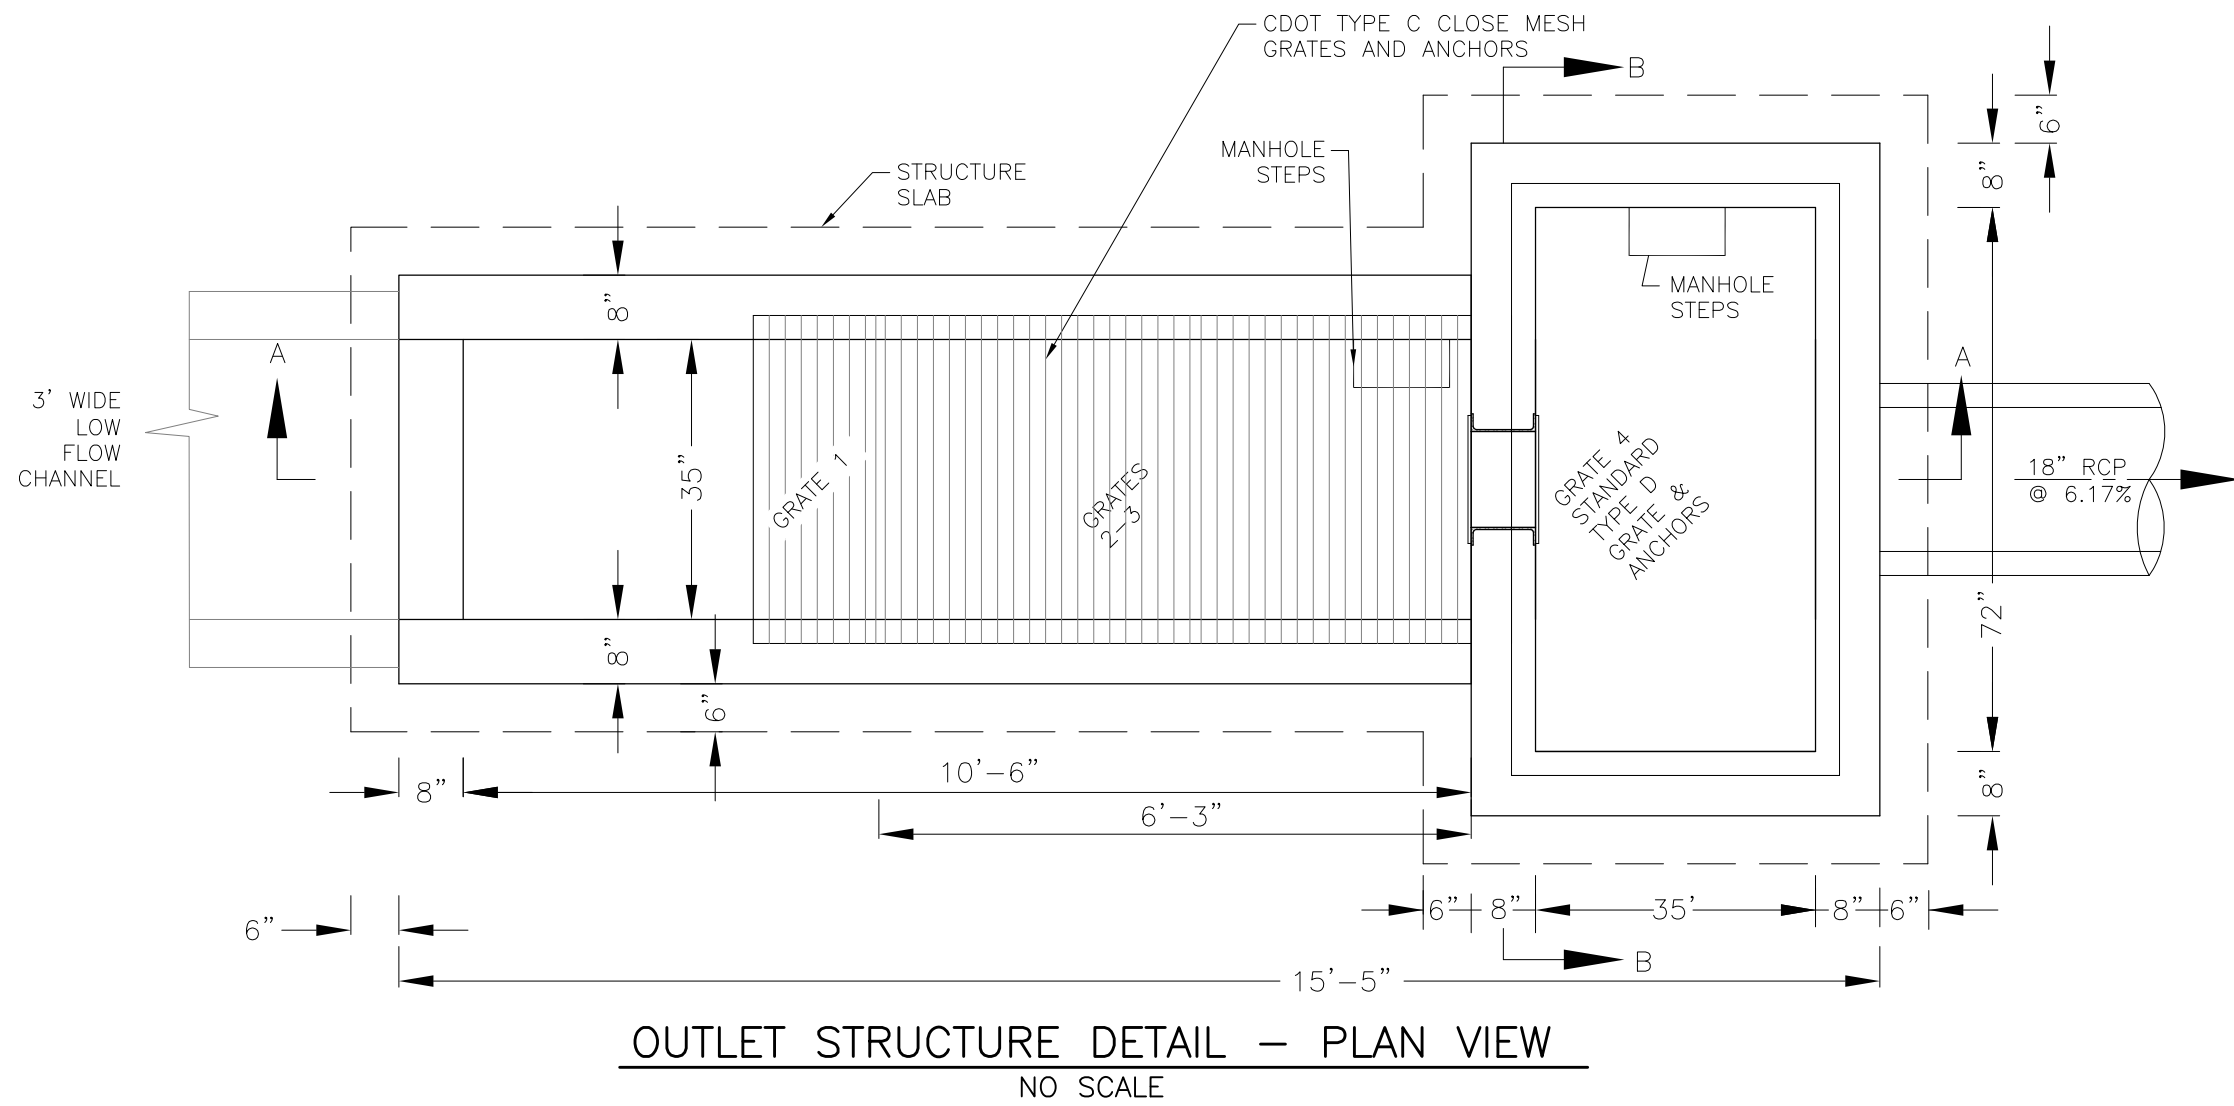 CDOT TYPE C CLOSE MESH
GRATES AND ANCHORS
B
6"
8"
MANHOLE
STEPS
STRUCTURE
SLAB
MANHOLE
STEPS
8"
A
A
3' WIDE
LOW
FLOW
CHANNEL
35"
GRATE 1
GRATES
2-3
GRATE 4
STANDARD
TYPE D
GRATE &
ANCHORS
18" RCP
@ 6.17%
72"
8"
6"
8"
10'-6"
8"
6'-3"
6"
6"
8"
35'
8"
6"
B
15'-5"
OUTLET STRUCTURE DETAIL - PLAN VIEW
NO SCALE